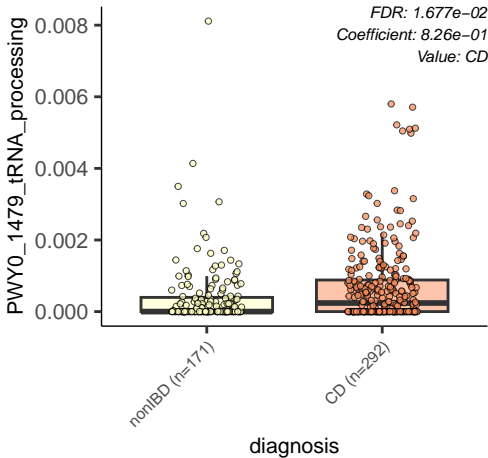 FDR: 1.677e−02
Coefficient: 8.26e−01
Value: CD
PWY0_1479_tRNA_processing
0.008
0.006
0.004
0.002
0.000
nonIBD (n=171)
CD (n=292)
diagnosis